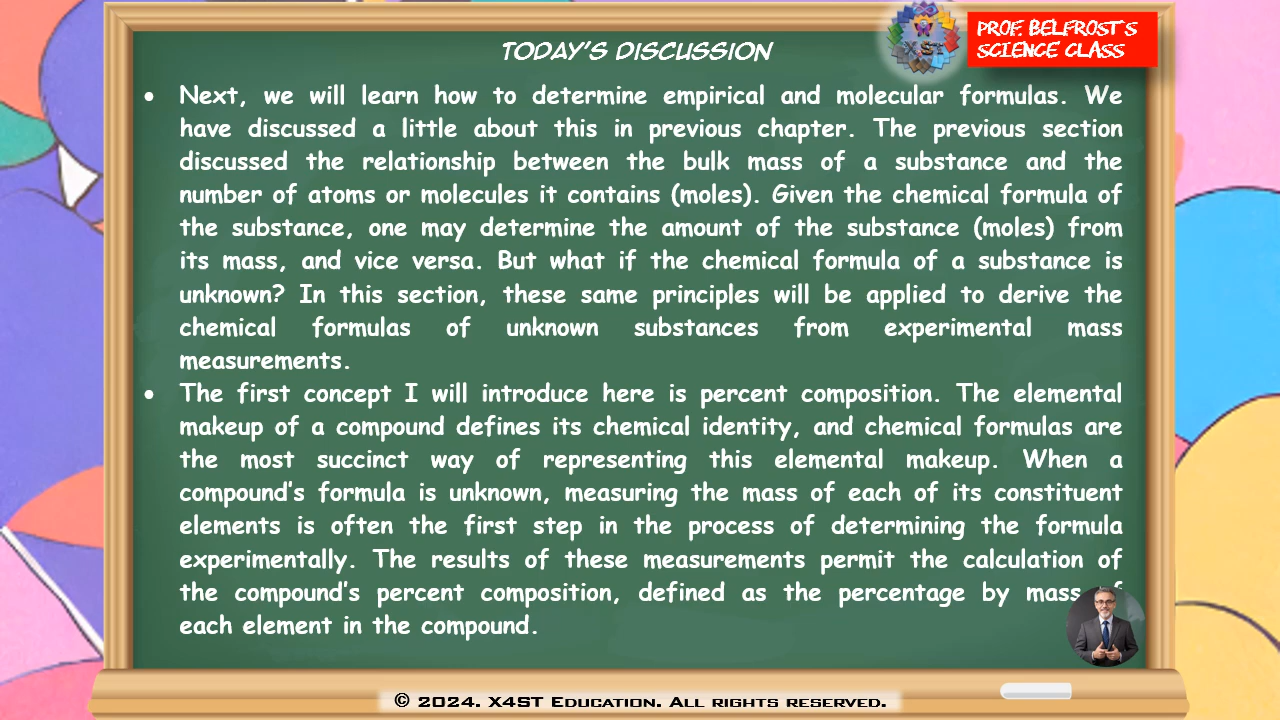 TODAY'S DISCUSSION
X4ST
PROF. BELFROST'S
SCIENCE CLASS
• Next, we will learn how to determine empirical and molecular formulas. We
have discussed a little about this in previous chapter. The previous section
discussed the relationship between the bulk mass of a substance and the
number of atoms or molecules it contains (moles). Given the chemical formula of
the substance, one may determine the amount of the substance (moles) from
its mass, and vice versa. But what if the chemical formula of a substance is
unknown? In this section, these same principles will be applied to derive the
chemical formulas of unknown substances from experimental mass
measurements.
• The first concept I will introduce here is percent composition. The elemental
makeup of a compound defines its chemical identity, and chemical formulas are
the most succinct way of representing this elemental makeup. When a
compound's formula is unknown, measuring the mass of each of its constituent
elements is often the first step in the process of determining the formula
experimentally. The results of these measurements permit the calculation of
the compound's percent composition, defined as the percentage by mass of
each element in the compound.
© 2024. X4ST Education. All rights reserved.